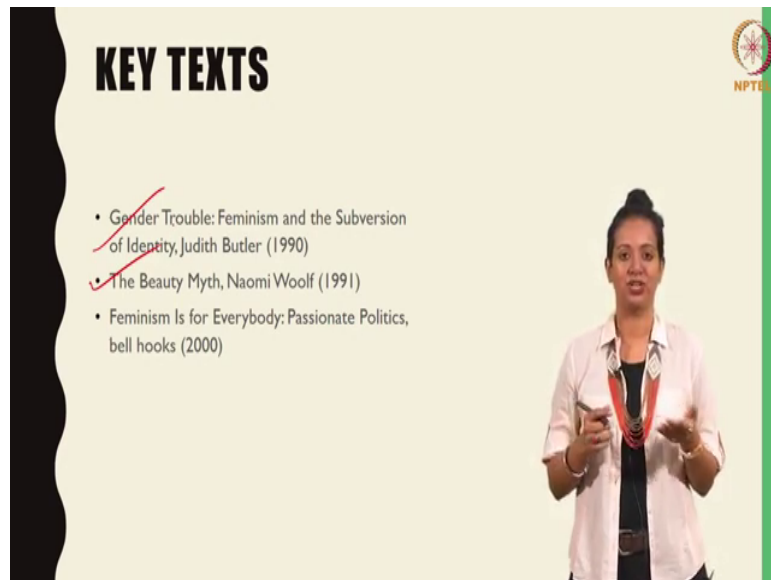 KEY TEXTS
NPTEL
• Gender Trouble: Feminism and the Subversion
of Identity, Judith Butler (1990)
• The Beauty Myth, Naomi Woolf (1991)
• Feminism Is for Everybody: Passionate Politics,
bell hooks (2000)